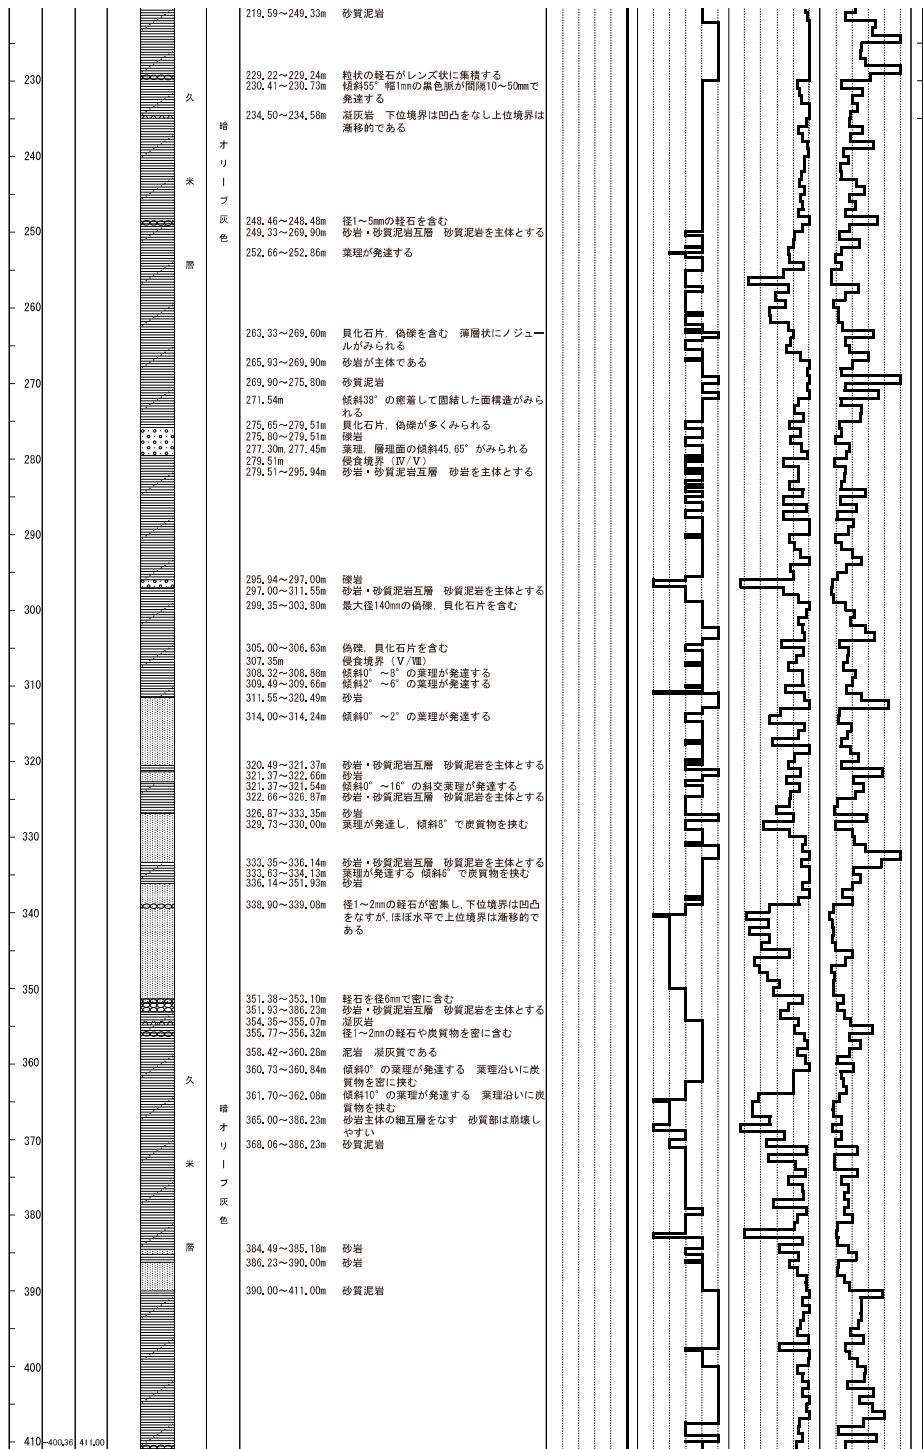 219.59～249.33m 砂質泥岩
229.22～229.24m 粒状の軽石がレンズ状に集積する
230
230.41～230.73m 傾斜55° 幅1mmの黒色脈が間隔10～50mmで
発達する
234.50～234.58m 凝灰岩 下位境界は凹凸をなし上位境界は
漸移的である
240
久米層
暗オリーブ灰色
248.46～248.48m 径1～5mmの軽石を含む
249.33～269.90m 砂岩・砂質泥岩互層 砂質泥岩を主体とする
250
252.66～252.86m 葉理が発達する
260
263.33～269.60m 貝化石片，偽礫を含む 薄層状にノジュー
ルがみられる
265.93～269.90m 砂岩が主体である
269.90～275.80m 砂質泥岩
270
271.54m 傾斜38°の癒着して固結した面構造がみら
れる
275.65～279.51m 貝化石片，偽礫が多くみられる
275.80～279.51m 礫岩
277.30m,277.45m 葉理，層理面の傾斜45,65°がみられる
279.51m 侵食境界（Ⅳ/Ⅴ）
280
279.51～295.94m 砂岩・砂質泥岩互層 砂岩を主体とする
290
295.94～297.00m 礫岩
297.00～311.55m 砂岩・砂質泥岩互層 砂質泥岩を主体とする
299.35～303.80m 最大径140mmの偽礫，貝化石片を含む
300
305.00～306.63m 偽礫，貝化石片を含む
307.35m 侵食境界（Ⅴ/Ⅷ）
308.32～308.88m 傾斜0°～8°の葉理が発達する
309.49～309.66m 傾斜2°～6°の葉理が発達する
310
311.55～320.49m 砂岩
314.00～314.24m 傾斜0°～2°の葉理が発達する
320
320.49～321.37m 砂岩・砂質泥岩互層 砂質泥岩を主体とする
321.37～322.66m 砂岩
321.37～321.54m 傾斜0°～16°の斜交葉理が発達する
322.66～326.87m 砂岩・砂質泥岩互層 砂質泥岩を主体とする
326.87～333.35m 砂岩
329.73～330.00m 葉理が発達し，傾斜8°で炭質物を挟む
330
333.35～336.14m 砂岩・砂質泥岩互層 砂質泥岩を主体とする
333.63～334.13m 葉理が発達する 傾斜6°で炭質物を挟む
336.14～351.93m 砂岩
338.90～339.08m 径1～2mmの軽石が密集し，下位境界は凹凸
をなすが，ほぼ水平で上位境界は漸移的で
ある
340
350
351.38～353.10m 軽石を径6mmで密に含む
351.93～386.23m 砂岩・砂質泥岩互層 砂質泥岩を主体とする
354.35～355.07m 凝灰岩
355.77～356.32m 径1～2mmの軽石や炭質物を密に含む
358.42～360.28m 泥岩 凝灰質である
360
360.73～360.84m 傾斜0°の葉理が発達する 葉理沿いに炭
質物を密に挟む
361.70～362.08m 傾斜10°の葉理が発達する 葉理沿いに炭
質物を挟む
365.00～386.23m 砂岩主体の細互層をなす 砂質部は崩壊し
やすい
368.06～386.23m 砂質泥岩
370
久米層
暗オリーブ灰色
380
384.49～385.18m 砂岩
386.23～390.00m 砂岩
390
390.00～411.00m 砂質泥岩
400
410 -400.36 411.00